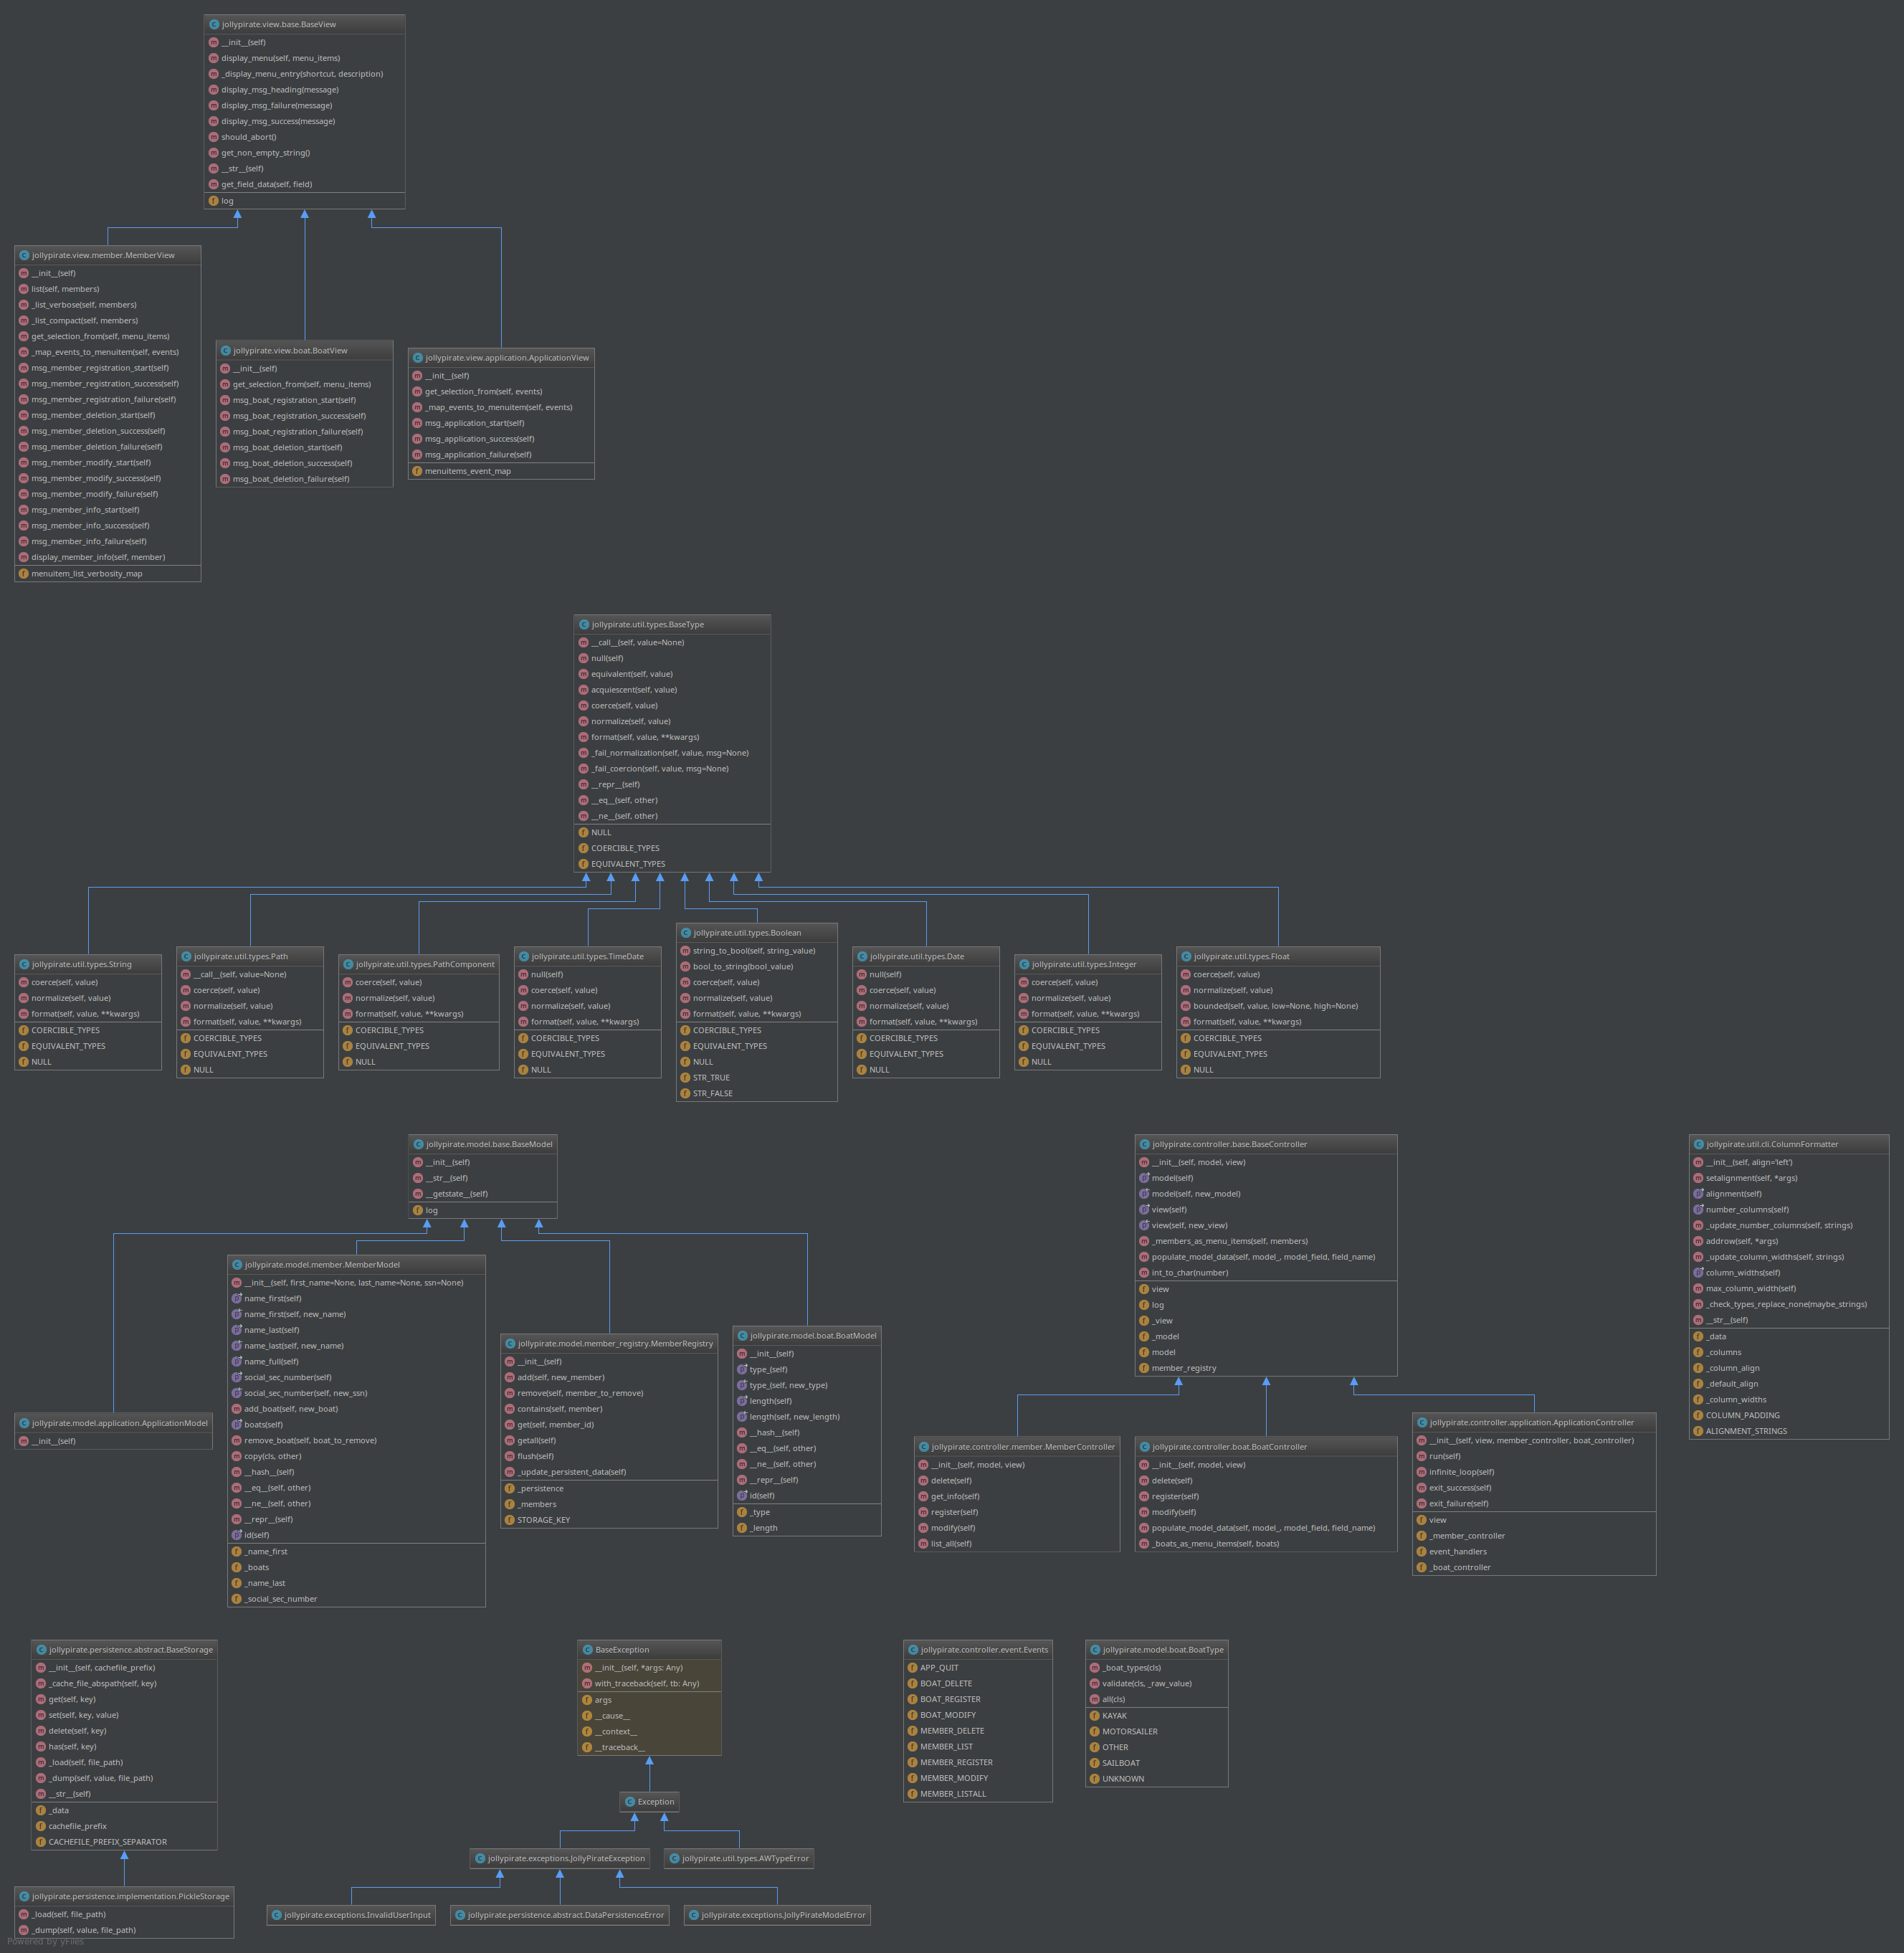 jollypirate.view.base.BaseView
__init__(self)
display_menu(self, menu_items)
_display_menu_entry(shortcut, description)
display_msg_heading(message)
display_msg_failure(message)
display_msg_success(message)
should_abort()
get_non_empty_string()
__str__(self)
get_field_data(self, field)
log
jollypirate.view.member.MemberView
__init__(self)
list(self, members)
_list_verbose(self, members)
_list_compact(self, members)
get_selection_from(self, menu_items)
_map_events_to_menuitem(self, events)
msg_member_registration_start(self)
msg_member_registration_success(self)
msg_member_registration_failure(self)
msg_member_deletion_start(self)
msg_member_deletion_success(self)
msg_member_deletion_failure(self)
msg_member_modify_start(self)
msg_member_modify_success(self)
msg_member_modify_failure(self)
msg_member_info_start(self)
msg_member_info_success(self)
msg_member_info_failure(self)
display_member_info(self, member)
menuitem_list_verbosity_map
jollypirate.view.boat.BoatView
__init__(self)
get_selection_from(self, menu_items)
msg_boat_registration_start(self)
msg_boat_registration_success(self)
msg_boat_registration_failure(self)
msg_boat_deletion_start(self)
msg_boat_deletion_success(self)
msg_boat_deletion_failure(self)
jollypirate.view.application.ApplicationView
__init__(self)
get_selection_from(self, events)
_map_events_to_menuitem(self, events)
msg_application_start(self)
msg_application_success(self)
msg_application_failure(self)
menuitems_event_map
jollypirate.util.types.BaseType
__call__(self, value=None)
null(self)
equivalent(self, value)
acquiescent(self, value)
coerce(self, value)
normalize(self, value)
format(self, value, **kwargs)
_fail_normalization(self, value, msg=None)
_fail_coercion(self, value, msg=None)
__repr__(self)
__eq__(self, other)
__ne__(self, other)
NULL
COERCIBLE_TYPES
EQUIVALENT_TYPES
jollypirate.util.types.String
coerce(self, value)
normalize(self, value)
format(self, value, **kwargs)
COERCIBLE_TYPES
EQUIVALENT_TYPES
NULL
jollypirate.util.types.Path
__call__(self, value=None)
coerce(self, value)
normalize(self, value)
format(self, value, **kwargs)
COERCIBLE_TYPES
EQUIVALENT_TYPES
NULL
jollypirate.util.types.PathComponent
coerce(self, value)
normalize(self, value)
format(self, value, **kwargs)
COERCIBLE_TYPES
EQUIVALENT_TYPES
NULL
jollypirate.util.types.TimeDate
null(self)
coerce(self, value)
normalize(self, value)
format(self, value, **kwargs)
COERCIBLE_TYPES
EQUIVALENT_TYPES
NULL
jollypirate.util.types.Boolean
string_to_bool(self, string_value)
bool_to_string(bool_value)
coerce(self, value)
normalize(self, value)
format(self, value, **kwargs)
COERCIBLE_TYPES
EQUIVALENT_TYPES
NULL
STR_TRUE
STR_FALSE
jollypirate.util.types.Date
null(self)
coerce(self, value)
normalize(self, value)
format(self, value, **kwargs)
COERCIBLE_TYPES
EQUIVALENT_TYPES
NULL
jollypirate.util.types.Integer
coerce(self, value)
normalize(self, value)
format(self, value, **kwargs)
COERCIBLE_TYPES
EQUIVALENT_TYPES
NULL
jollypirate.util.types.Float
coerce(self, value)
normalize(self, value)
bounded(self, value, low=None, high=None)
format(self, value, **kwargs)
COERCIBLE_TYPES
EQUIVALENT_TYPES
NULL
jollypirate.model.base.BaseModel
__init__(self)
__str__(self)
__getstate__(self)
log
jollypirate.model.application.ApplicationModel
__init__(self)
jollypirate.model.member.MemberModel
__init__(self, first_name=None, last_name=None, ssn=None)
name_first(self)
name_first(self, new_name)
name_last(self)
name_last(self, new_name)
name_full(self)
social_sec_number(self)
social_sec_number(self, new_ssn)
add_boat(self, new_boat)
boats(self)
remove_boat(self, boat_to_remove)
copy(cls, other)
__hash__(self)
__eq__(self, other)
__ne__(self, other)
__repr__(self)
id(self)
_name_first
_boats
_name_last
_social_sec_number
jollypirate.model.member_registry.MemberRegistry
__init__(self)
add(self, new_member)
remove(self, member_to_remove)
contains(self, member)
get(self, member_id)
getall(self)
flush(self)
_update_persistent_data(self)
_persistence
_members
STORAGE_KEY
jollypirate.model.boat.BoatModel
__init__(self)
type_(self)
type_(self, new_type)
length(self)
length(self, new_length)
__hash__(self)
__eq__(self, other)
__ne__(self, other)
__repr__(self)
id(self)
_type
_length
jollypirate.controller.base.BaseController
__init__(self, model, view)
model(self)
model(self, new_model)
view(self)
view(self, new_view)
_members_as_menu_items(self, members)
populate_model_data(self, model_, model_field, field_name)
int_to_char(number)
view
log
_view
_model
model
member_registry
jollypirate.controller.member.MemberController
__init__(self, model, view)
delete(self)
get_info(self)
register(self)
modify(self)
list_all(self)
jollypirate.controller.boat.BoatController
__init__(self, model, view)
delete(self)
register(self)
modify(self)
populate_model_data(self, model_, model_field, field_name)
_boats_as_menu_items(self, boats)
jollypirate.controller.application.ApplicationController
__init__(self, view, member_controller, boat_controller)
run(self)
infinite_loop(self)
exit_success(self)
exit_failure(self)
view
_member_controller
event_handlers
_boat_controller
jollypirate.util.cli.ColumnFormatter
__init__(self, align='left')
setalignment(self, *args)
alignment(self)
number_columns(self)
_update_number_columns(self, strings)
addrow(self, *args)
_update_column_widths(self, strings)
column_widths(self)
max_column_width(self)
_check_types_replace_none(maybe_strings)
__str__(self)
_data
_columns
_column_align
_default_align
_column_widths
COLUMN_PADDING
ALIGNMENT_STRINGS
jollypirate.persistence.abstract.BaseStorage
__init__(self, cachefile_prefix)
_cache_file_abspath(self, key)
get(self, key)
set(self, key, value)
delete(self, key)
has(self, key)
_load(self, file_path)
_dump(self, value, file_path)
__str__(self)
_data
cachefile_prefix
CACHEFILE_PREFIX_SEPARATOR
jollypirate.persistence.implementation.PickleStorage
_load(self, file_path)
_dump(self, value, file_path)
BaseException
__init__(self, *args: Any)
with_traceback(self, tb: Any)
args
__cause__
__context__
__traceback__
Exception
jollypirate.exceptions.JollyPirateException
jollypirate.util.types.AWTypeError
jollypirate.exceptions.InvalidUserInput
jollypirate.persistence.abstract.DataPersistenceError
jollypirate.exceptions.JollyPirateModelError
jollypirate.controller.event.Events
APP_QUIT
BOAT_DELETE
BOAT_REGISTER
BOAT_MODIFY
MEMBER_DELETE
MEMBER_LIST
MEMBER_REGISTER
MEMBER_MODIFY
MEMBER_LISTALL
jollypirate.model.boat.BoatType
_boat_types(cls)
validate(cls, _raw_value)
all(cls)
KAYAK
MOTORSAILER
OTHER
SAILBOAT
UNKNOWN
Powered by yFiles